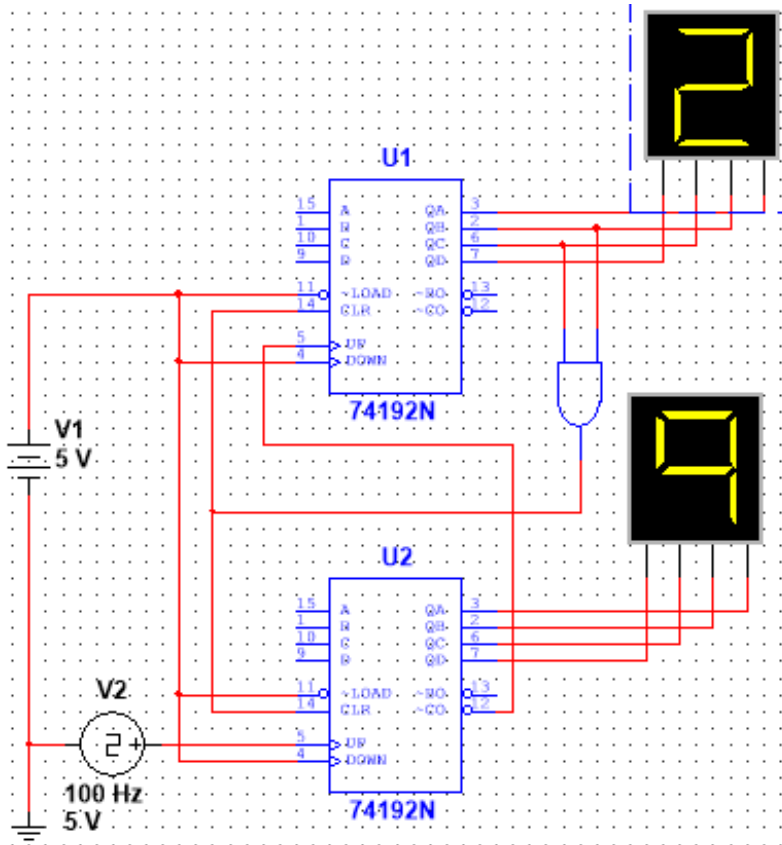 2
U1
15 A QA 3
1 B QB 2
10 C QC 6
9 D QD 7
11 ~LOAD ~BO 13
14 CLR ~CO 12
5 UP
4 DOWN
74192N
V1
5 V
9
U2
15 A QA 3
1 B QB 2
10 C QC 6
9 D QD 7
11 ~LOAD ~BO 13
14 CLR ~CO 12
V2
5 UP
4 DOWN
100 Hz
5 V
74192N